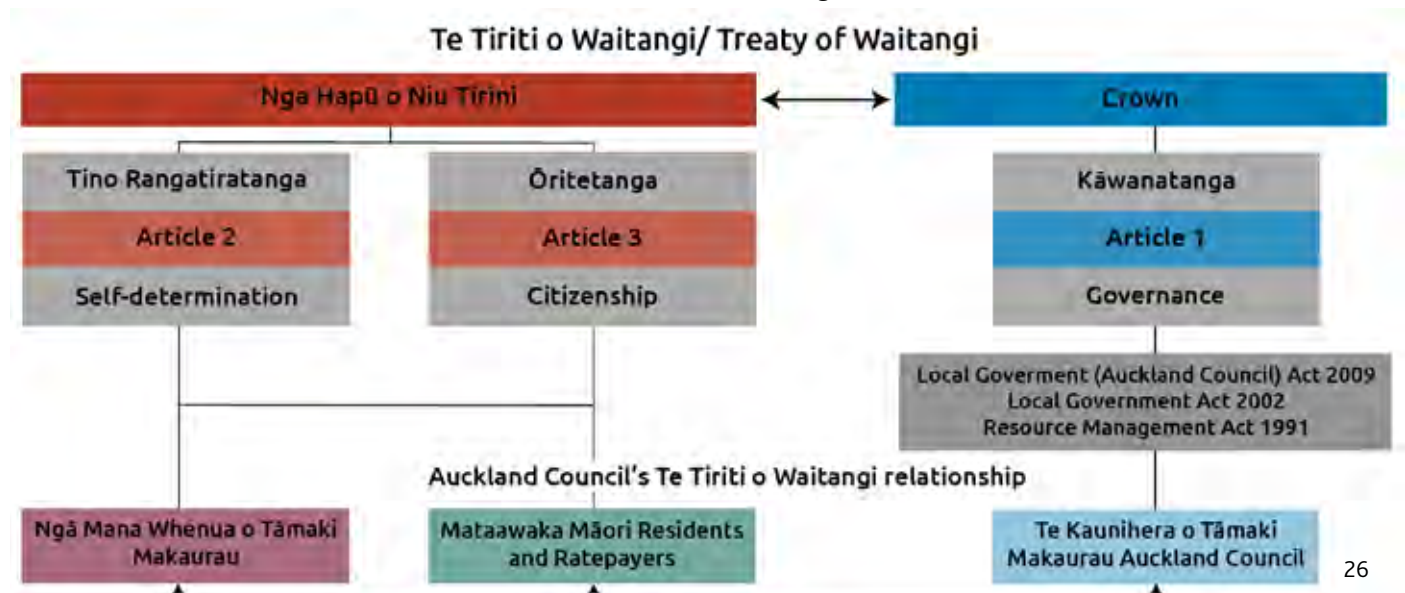 Te Tiriti o Waitangi/ Treaty of Waitangi
Nga Hapū o Niu Tirini
Crown
Tino Rangatiratanga
Ōritetanga
Kāwanatanga
Article 2
Article 3
Article 1
Self-determination
Citizenship
Governance
Local Goverment (Auckland Council) Act 2009
Local Government Act 2002
Resource Management Act 1991
Auckland Council's Te Tiriti o Waitangi relationship
Ngā Mana Whenua o Tāmaki
Makaurau
Mataawaka Māori Residents
and Ratepayers
Te Kaunihera o Tāmaki
Makaurau Auckland Council
26